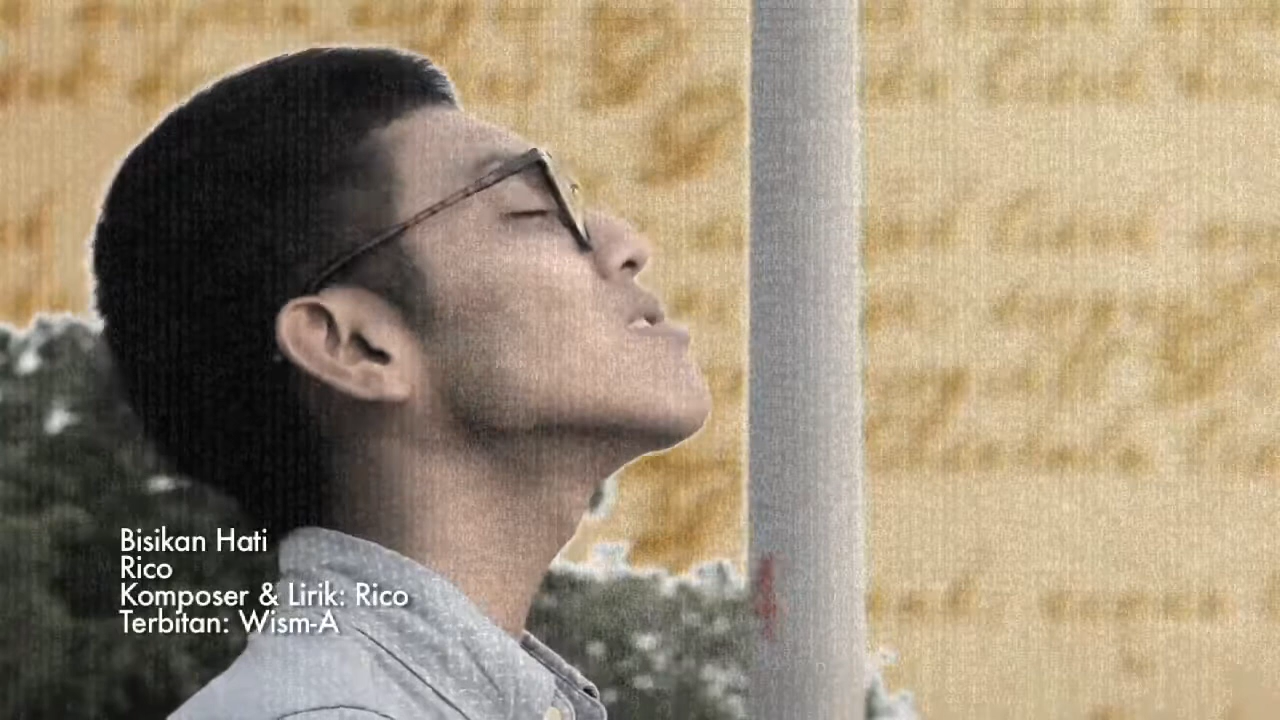 Bisikan Hati
Rico
Komposer & Lirik: Rico
Terbitan: Wism-A